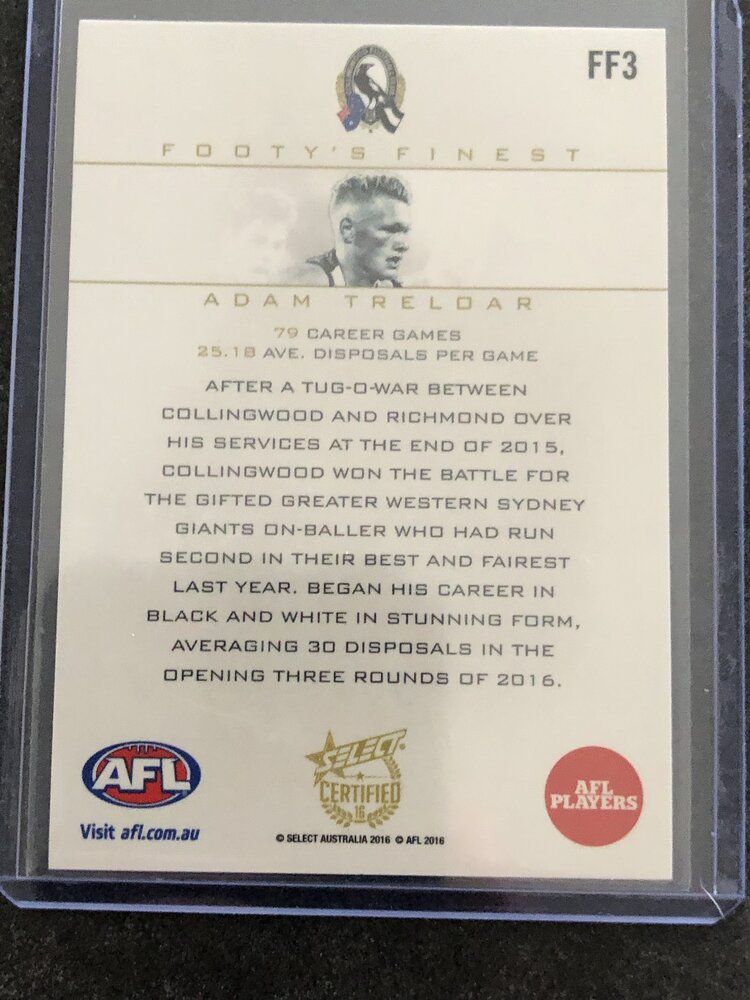 FF3
FOOTY'S FINEST
ADAM TRELOAR
79 CAREER GAMES
25.18 AVE. DISPOSALS PER GAME
AFTER A TUG-O-WAR BETWEEN
COLLINGWOOD AND RICHMOND OVER
HIS SERVICES AT THE END OF 2015,
COLLINGWOOD WON THE BATTLE FOR
THE GIFTED GREATER WESTERN SYDNEY
GIANTS ON-BALLER WHO HAD RUN
SECOND IN THEIR BEST AND FAIREST
LAST YEAR. BEGAN HIS CAREER IN
BLACK AND WHITE IN STUNNING FORM,
AVERAGING 30 DISPOSALS IN THE
OPENING THREE ROUNDS OF 2016.
AFL
Visit afl.com.au
SELECT
CERTIFIED
16
© SELECT AUSTRALIA 2016 © AFL 2016
AFL
PLAYERS